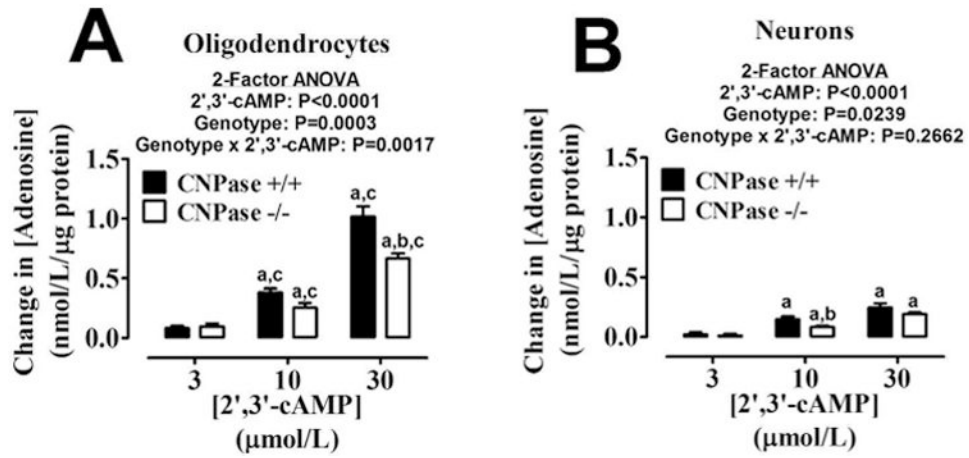 A
Oligodendrocytes
2-Factor ANOVA
2',3'-cAMP: P<0.0001
Genotype: P=0.0003
Genotype x 2',3'-cAMP: P=0.0017
Change in [Adenosine]
(nmol/L/µg protein)
1.5
1.0
0.5
0.0
CNPase +/+
CNPase -/-
a,c
a,c
a,c
a,b,c
3 10 30
[2',3'-cAMP]
(µmol/L)
B
Neurons
2-Factor ANOVA
2',3'-cAMP: P<0.0001
Genotype: P=0.0239
Genotype x 2',3'-cAMP: P=0.2662
Change in [Adenosine]
(nmol/L/µg protein)
1.5
1.0
0.5
0.0
CNPase +/+
CNPase -/-
a
a,b
a
a
3 10 30
[2',3'-cAMP]
(µmol/L)